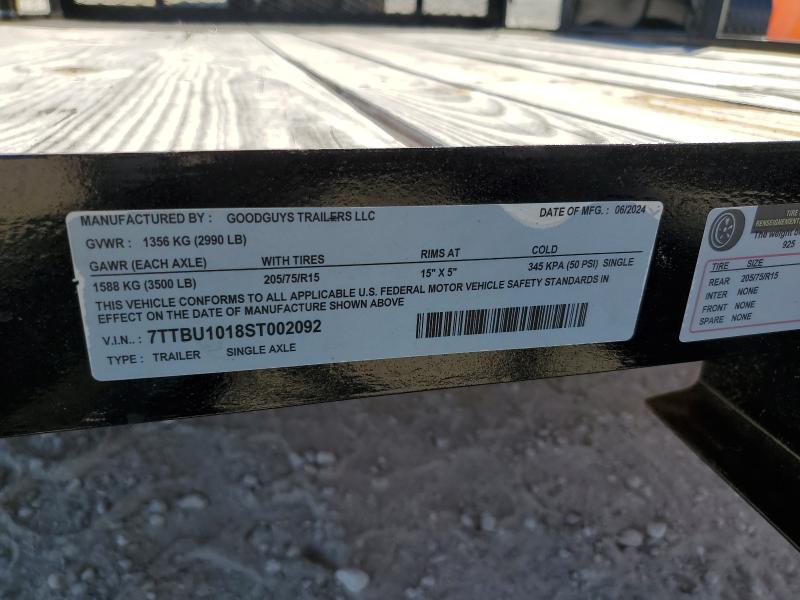 MANUFACTURED BY : GOODGUYS TRAILERS LLC DATE OF MFG. : 06/2024
GVWR : 1356 KG (2990 LB)
GAWR (EACH AXLE) WITH TIRES RIMS AT COLD
1588 KG (3500 LB) 205/75/R15 15" X 5" 345 KPA (50 PSI) SINGLE
THIS VEHICLE CONFORMS TO ALL APPLICABLE U.S. FEDERAL MOTOR VEHICLE SAFETY STANDARDS IN
EFFECT ON THE DATE OF MANUFACTURE SHOWN ABOVE
V.I.N.. : 7TTBU1018ST002092
TYPE : TRAILER SINGLE AXLE
TIRE
RENSEIGNEMENT
The weight
925
TIRE SIZE
REAR 205/75/R15
INTER NONE
FRONT NONE
SPARE NONE